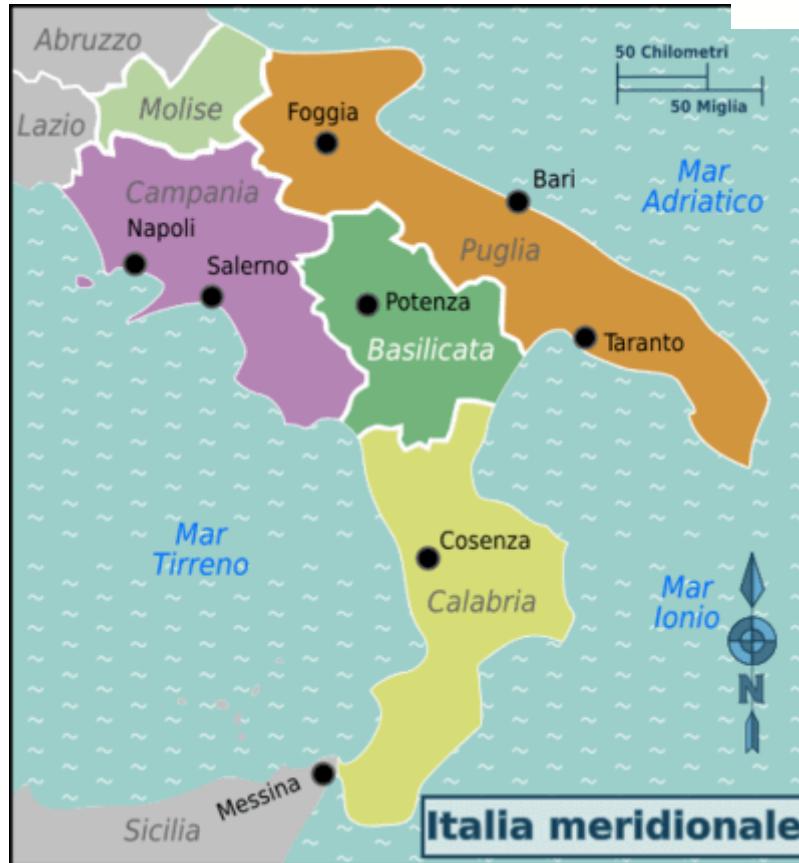 Abruzzo
50 Chilometri
50 Miglia
Molise
Lazio
Foggia
Mar
Adriatico
Bari
Campania
Napoli
Puglia
Salerno
Potenza
Taranto
Basilicata
Mar
Tirreno
Cosenza
Mar
Ionio
Calabria
N
Messina
Sicilia
Italia meridionale